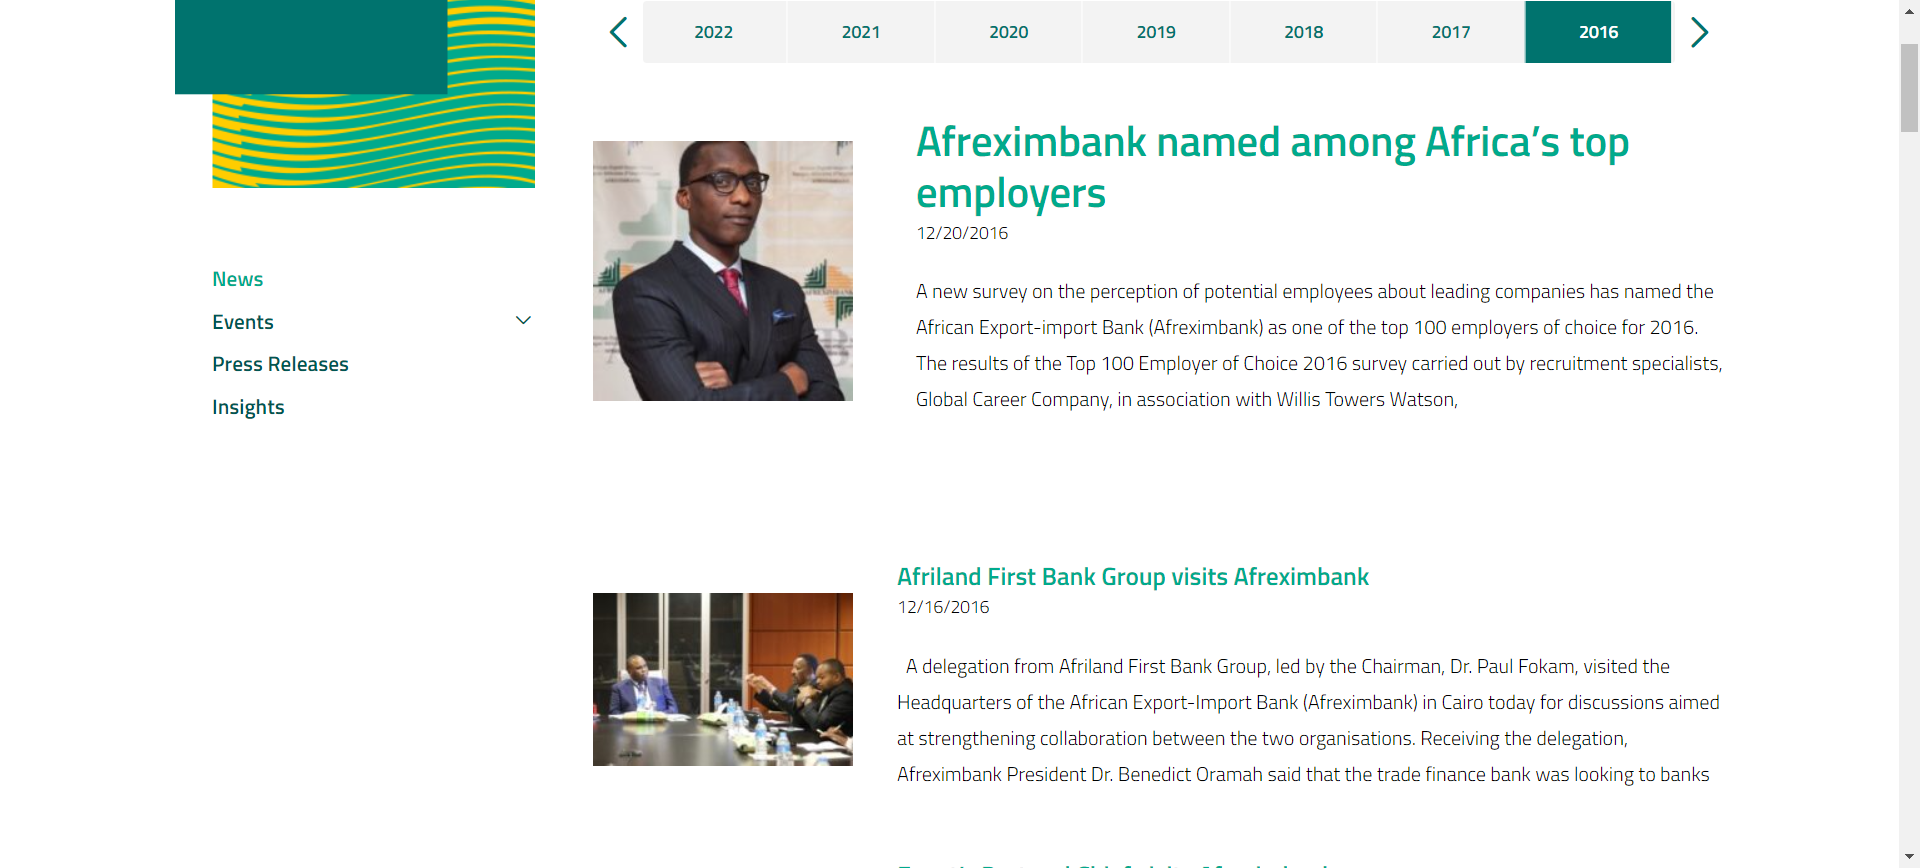 2022
2021
2020
2019
2018
2017
2016
Afreximbank named among Africa’s top
employers
12/20/2016
A new survey on the perception of potential employees about leading companies has named the
African Export-import Bank (Afreximbank) as one of the top 100 employers of choice for 2016.
The results of the Top 100 Employer of Choice 2016 survey carried out by recruitment specialists,
Global Career Company, in association with Willis Towers Watson,
News
Events
Press Releases
Insights
Afriland First Bank Group visits Afreximbank
12/16/2016
A delegation from Afriland First Bank Group, led by the Chairman, Dr. Paul Fokam, visited the
Headquarters of the African Export-Import Bank (Afreximbank) in Cairo today for discussions aimed
at strengthening collaboration between the two organisations. Receiving the delegation,
Afreximbank President Dr. Benedict Oramah said that the trade finance bank was looking to banks